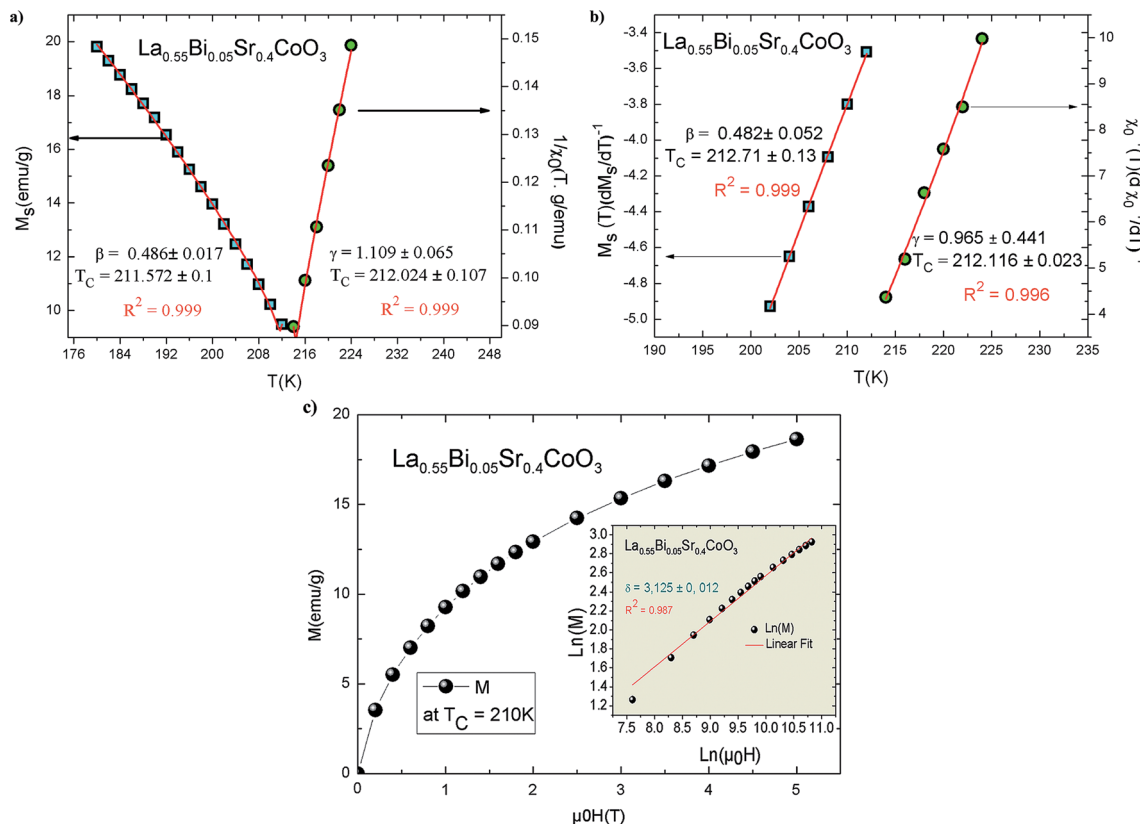 a)
La0.55Bi0.05Sr0.4CoO3
MS(emu/g)
20
18
16
14
12
10
β = 0.486± 0.017
TC = 211.572 ± 0.1
R2 = 0.999
γ = 1.109 ± 0.065
TC = 212.024 ± 0.107
R2 = 0.999
0.15
0.14
0.13
0.12
0.11
0.10
0.09
1/χ0(T. g/emu)
176 184 192 200 208 216 224 232 240 248
T(K)
b)
La0.55Bi0.05Sr0.4CoO3
MS(T)(dMS/dT)-1
-3.4
-3.6
-3.8
-4.0
-4.2
-4.4
-4.6
-4.8
-5.0
β = 0.482± 0.052
TC = 212.71 ± 0.13
R2 = 0.999
γ = 0.965 ± 0.441
TC = 212.116 ± 0.023
R2 = 0.996
10
9
8
7
6
5
4
190 195 200 205 210 215 220 225 230 235
T(K)
c)
La0.55Bi0.05Sr0.4CoO3
M(emu/g)
20
15
10
5
0
M
at TC = 210K
0 1 2 3 4 5
μ0H(T)
La0.55Bi0.05Sr0.4CoO3
δ = 3,125 ± 0, 012
R2 = 0.987
Ln(M)
Linear Fit
Ln(M)
3.0
2.8
2.6
2.4
2.2
2.0
1.8
1.6
1.4
1.2
7.5 8.0 8.5 9.0 9.5 10.0 10.5 11.0
Ln(μ0H)